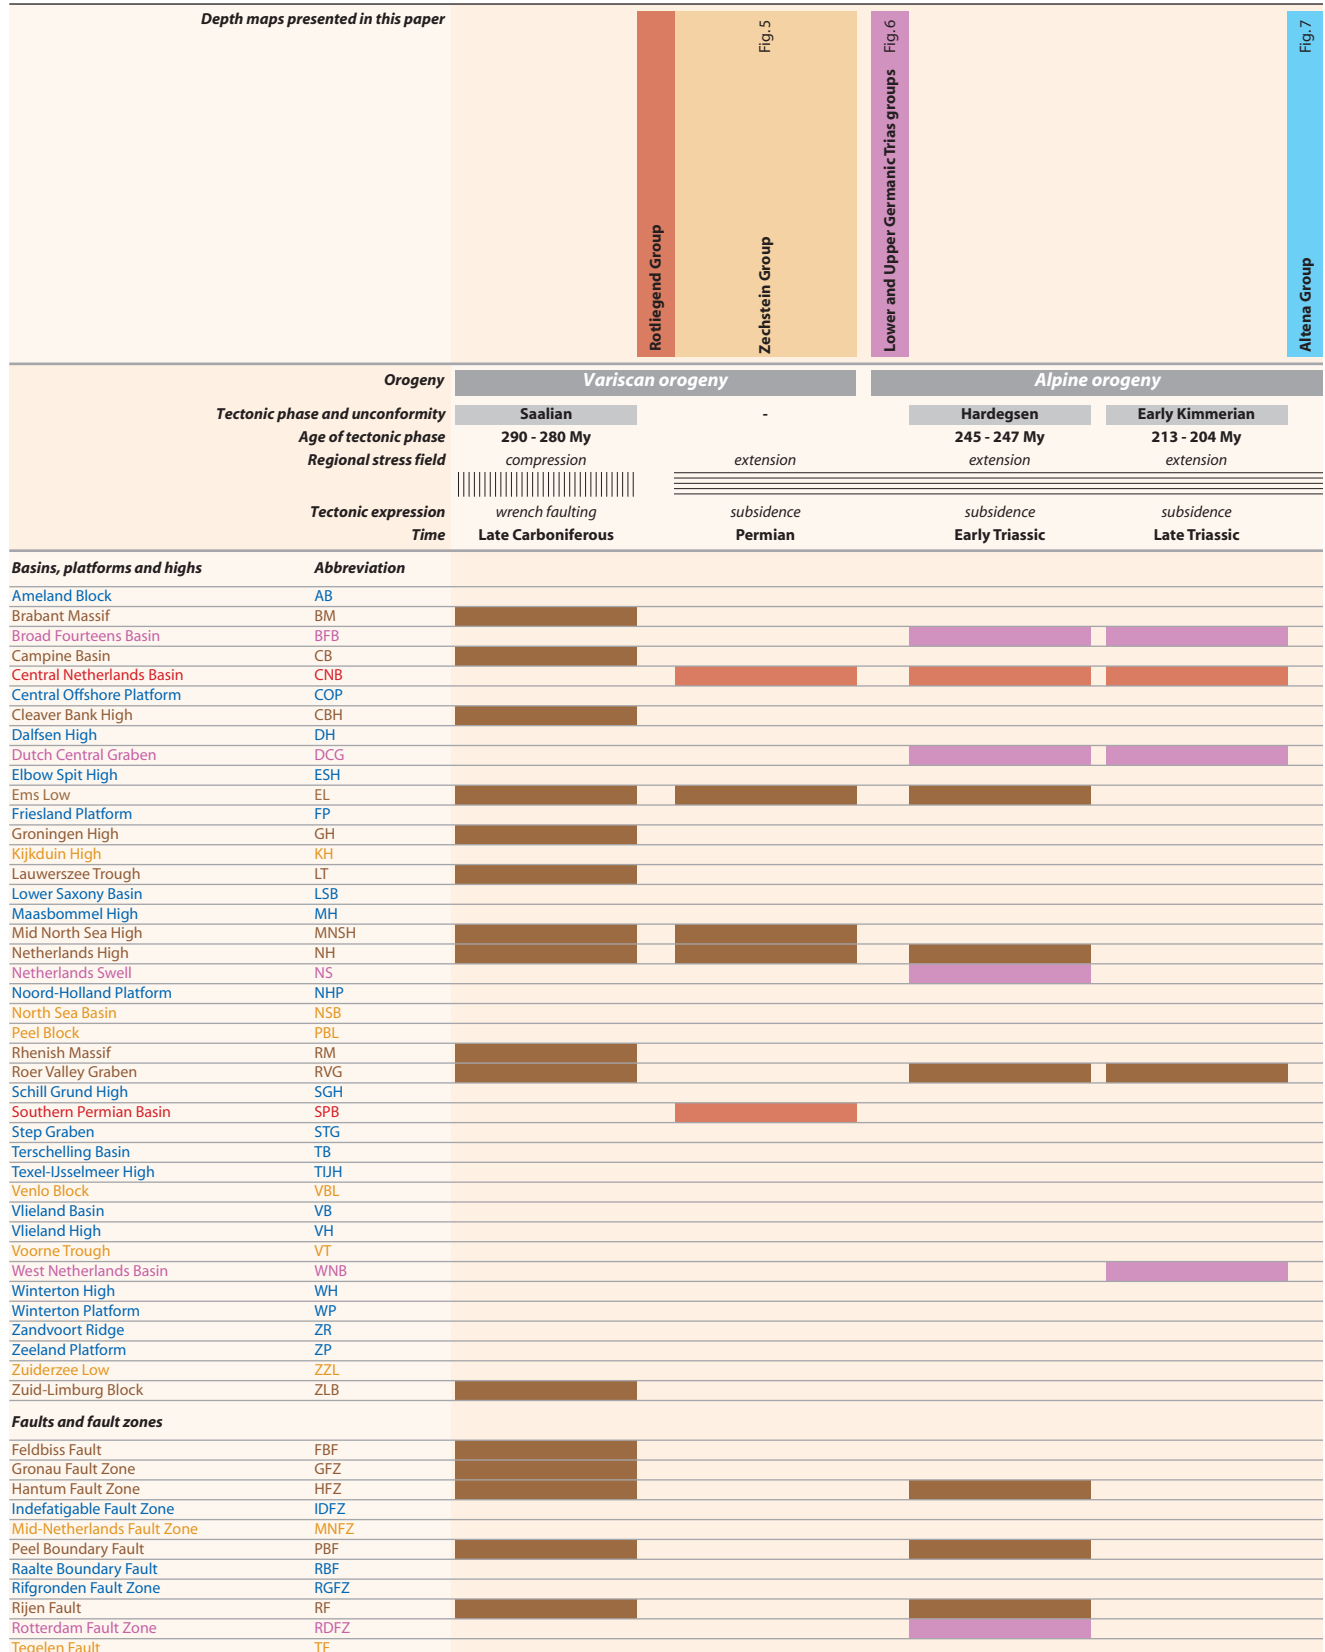 Depth maps presented in this paper
Rotliegend Group
Zechstein Group Fig. 5
Lower and Upper Germanic Trias groups Fig. 6
Altena Group Fig. 7
Orogeny Variscan orogeny Alpine orogeny
Tectonic phase and unconformity Saalian - Hardegsen Early Kimmerian
Age of tectonic phase 290 - 280 My 245 - 247 My 213 - 204 My
Regional stress field compression extension extension extension
Tectonic expression wrench faulting subsidence subsidence subsidence
Time Late Carboniferous Permian Early Triassic Late Triassic
Basins, platforms and highs Abbreviation
Ameland Block AB
Brabant Massif BM
Broad Fourteens Basin BFB
Campine Basin CB
Central Netherlands Basin CNB
Central Offshore Platform COP
Cleaver Bank High CBH
Dalfsen High DH
Dutch Central Graben DCG
Elbow Spit High ESH
Ems Low EL
Friesland Platform FP
Groningen High GH
Kijkduin High KH
Lauwerszee Trough LT
Lower Saxony Basin LSB
Maasbommel High MH
Mid North Sea High MNSH
Netherlands High NH
Netherlands Swell NS
Noord-Holland Platform NHP
North Sea Basin NSB
Peel Block PBL
Rhenish Massif RM
Roer Valley Graben RVG
Schill Grund High SGH
Southern Permian Basin SPB
Step Graben STG
Terschelling Basin TB
Texel-IJsselmeer High TIJH
Venlo Block VBL
Vlieland Basin VB
Vlieland High VH
Voorne Trough VT
West Netherlands Basin WNB
Winterton High WH
Winterton Platform WP
Zandvoort Ridge ZR
Zeeland Platform ZP
Zuiderzee Low ZZL
Zuid-Limburg Block ZLB
Faults and fault zones
Feldbiss Fault FBF
Gronau Fault Zone GFZ
Hantum Fault Zone HFZ
Indefatigable Fault Zone IDFZ
Mid-Netherlands Fault Zone MNFZ
Peel Boundary Fault PBF
Raalte Boundary Fault RBF
Rifgronden Fault Zone RGFZ
Rijen Fault RF
Rotterdam Fault Zone RDFZ
Tegelen Fault TF